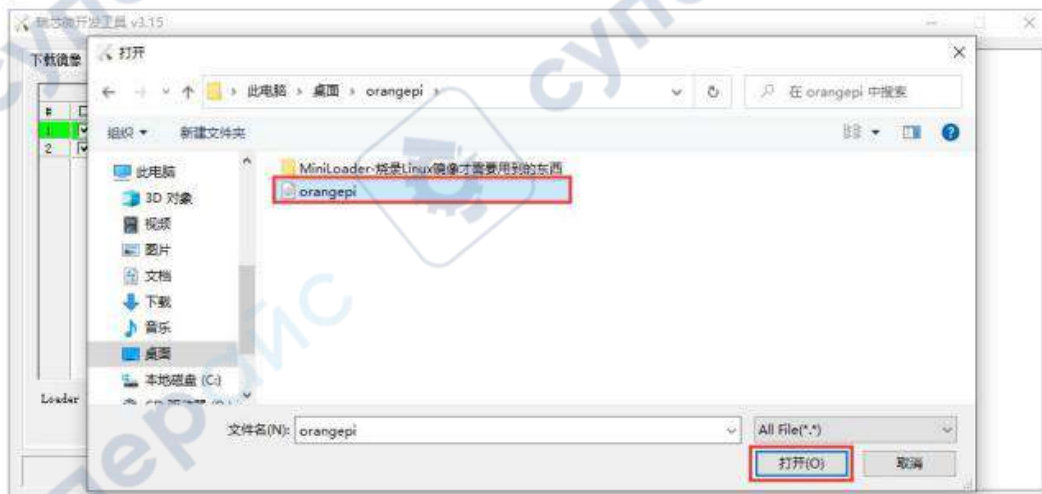 瑞芯微开发工具 v3.15
下载镜像
打开
此电脑 › 桌面 › orangepi ›
在 orangepi 中搜索
#
组织
新建文件夹
1
2
此电脑
MiniLoader-烧录Linux镜像才需要用到的东西
3D 对象
orangepi
视频
图片
文档
下载
音乐
桌面
本地磁盘 (C:)
Loader
文件名(N): orangepi
All File(*.*)
打开(O)
取消
супер